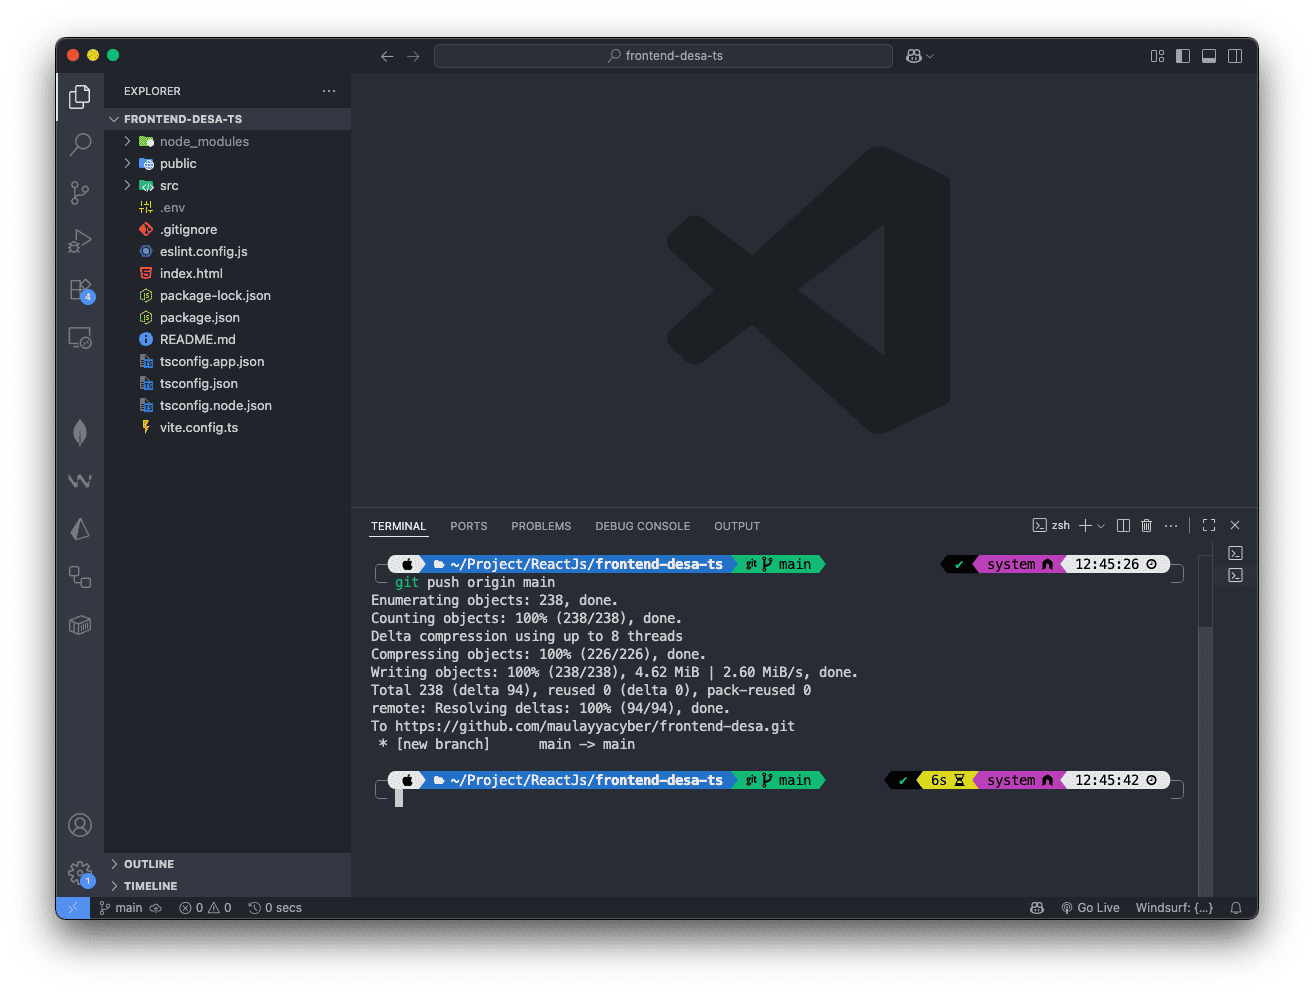 frontend-desa-ts
EXPLORER
FRONTEND-DESA-TS
node_modules
public
src
.env
.gitignore
eslint.config.js
index.html
package-lock.json
package.json
README.md
tsconfig.app.json
tsconfig.json
tsconfig.node.json
vite.config.ts
4
1
OUTLINE
TIMELINE
TERMINAL PORTS PROBLEMS DEBUG CONSOLE OUTPUT zsh
~/Project/ReactJs/frontend-desa-ts git main ✔ system 12:45:26
git push origin main
Enumerating objects: 238, done.
Counting objects: 100% (238/238), done.
Delta compression using up to 8 threads
Compressing objects: 100% (226/226), done.
Writing objects: 100% (238/238), 4.62 MiB | 2.60 MiB/s, done.
Total 238 (delta 94), reused 0 (delta 0), pack-reused 0
remote: Resolving deltas: 100% (94/94), done.
To https://github.com/maulayyacyber/frontend-desa.git
* [new branch] main -> main
~/Project/ReactJs/frontend-desa-ts git main ✔ 6s system 12:45:42
main 0 0 0 secs Go Live Windsurf: {...}